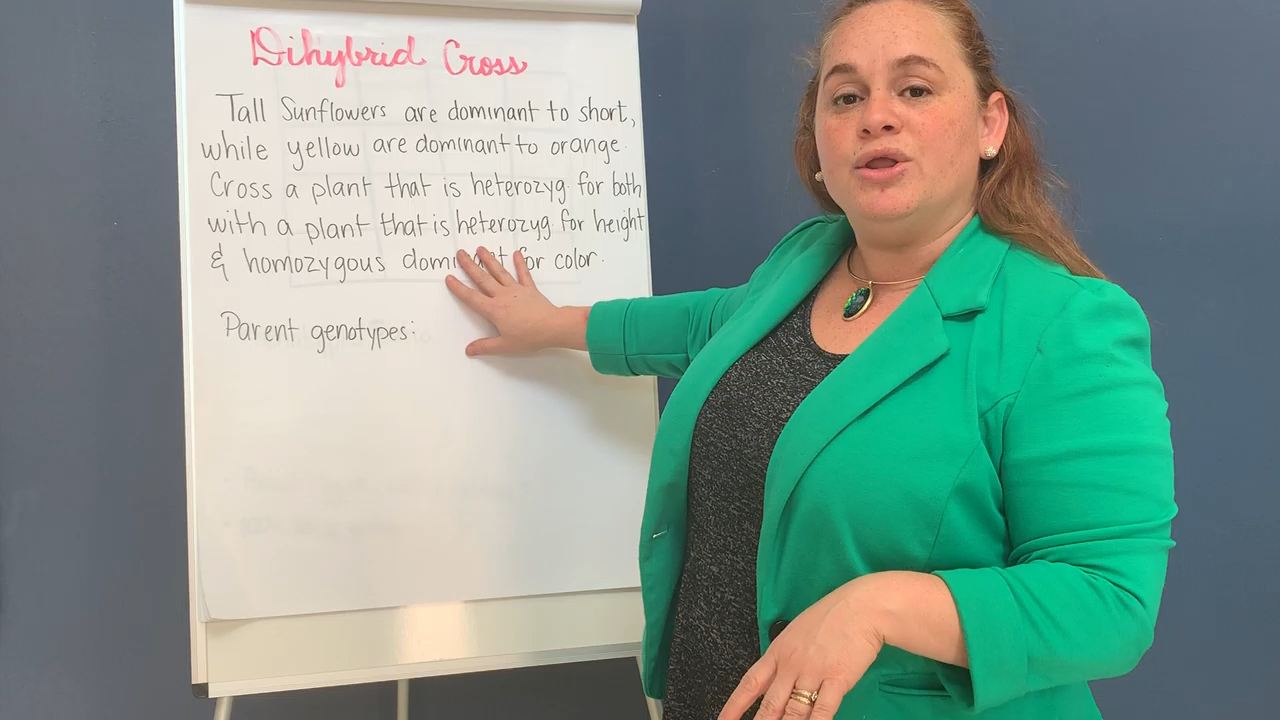 Dihybrid Cross
Tall Sunflowers are dominant to short,
while yellow are dominant to orange.
Cross a plant that is heterozyg. for both
with a plant that is heterozyg for height
& homozygous dominant for color.
Parent genotypes: